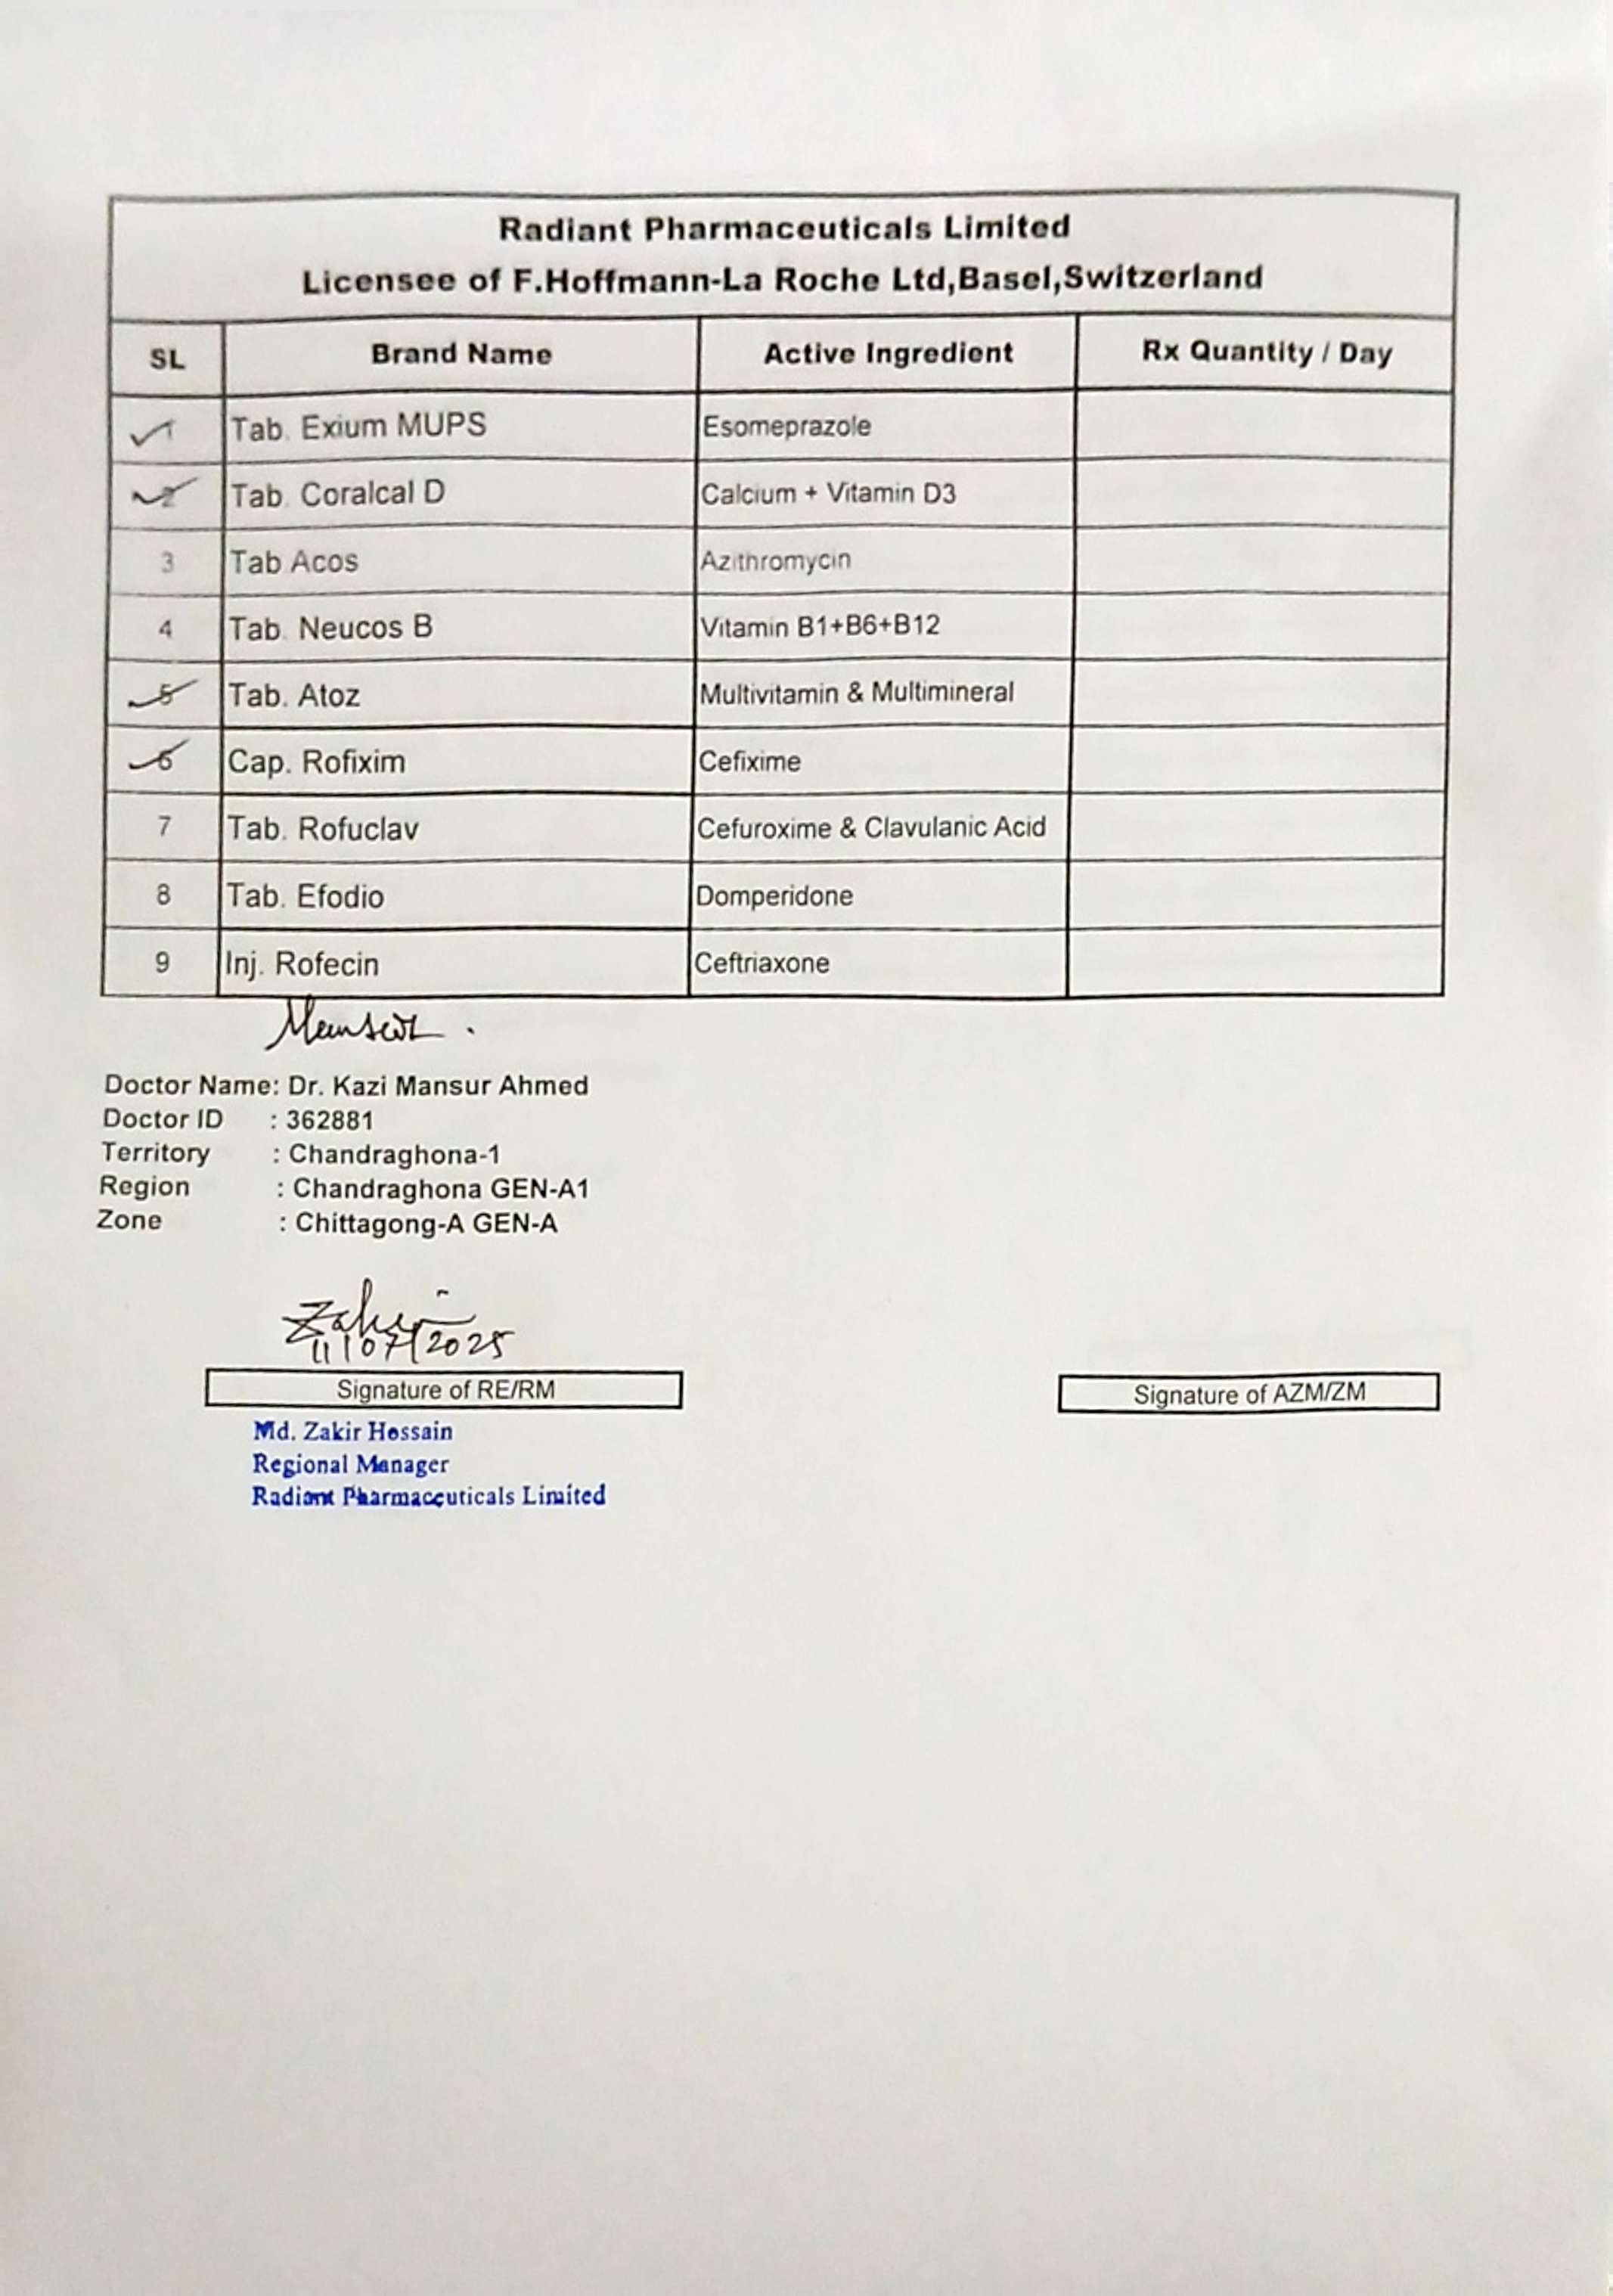 Radiant Pharmaceuticals Limited
Licensee of F.Hoffmann-La Roche Ltd,Basel,Switzerland
SL Brand Name Active Ingredient Rx Quantity / Day
1 Tab. Exium MUPS Esomeprazole
2 Tab. Coralcal D Calcium + Vitamin D3
3 Tab Acos Azithromycin
4 Tab. Neucos B Vitamin B1+B6+B12
5 Tab. Atoz Multivitamin & Multimineral
6 Cap. Rofixim Cefixime
7 Tab. Rofuclav Cefuroxime & Clavulanic Acid
8 Tab. Efodio Domperidone
9 Inj. Rofecin Ceftriaxone
Doctor Name: Dr. Kazi Mansur Ahmed
Doctor ID : 362881
Territory : Chandraghona-1
Region : Chandraghona GEN-A1
Zone : Chittagong-A GEN-A
Zakir
11/07/2025
Signature of RE/RM Signature of AZM/ZM
Md. Zakir Hossain
Regional Manager
Radiant Pharmaceuticals Limited